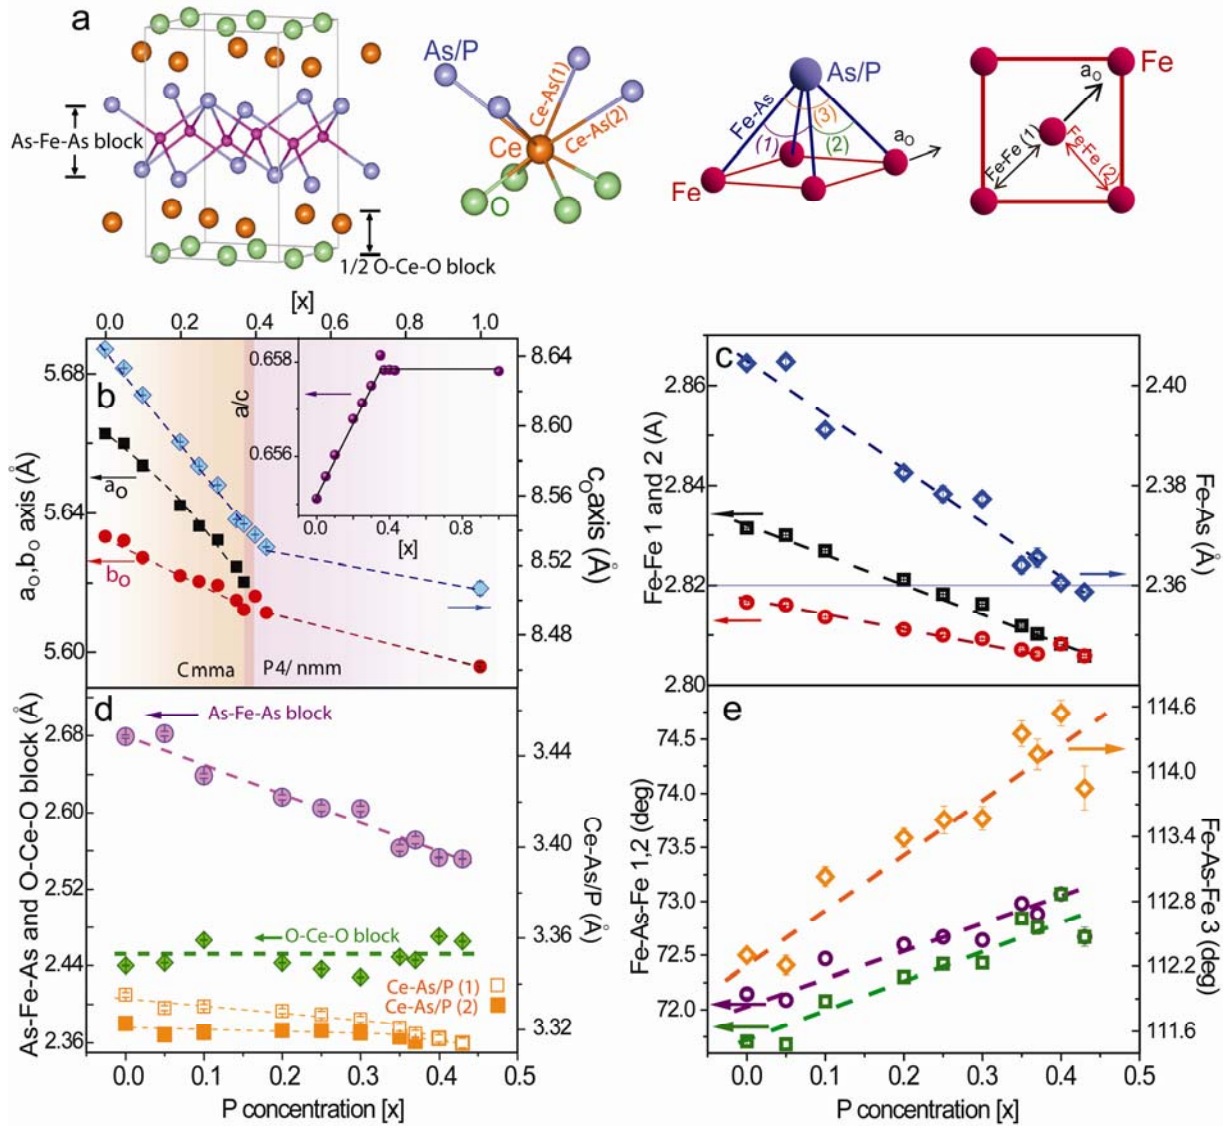 a
As-Fe-As block
1/2 O-Ce-O block
As/P
Ce-As(1)
Ce-As(2)
Ce
O
As/P
Fe-As
(1)
(3)
(2)
a₀
Fe
a₀
Fe
Fe-Fe (1)
Fe-Fe (2)
[x]
0.0 0.2 0.4 0.6 0.8 1.0
b
a₀,b₀ axis (Å)
5.68
5.64
5.60
a₀
b₀
Cmma
P4/nmm
8.64
8.60
8.56
8.52
8.48
c₀axis (Å)
a/c
0.658
0.656
0.0 0.4 0.8
[x]
c
Fe-Fe 1 and 2 (A)
2.86
2.84
2.82
2.80
2.40
2.38
2.36
Fe-As (Å)
d
As-Fe-As and O-Ce-O block (Å)
2.68
2.60
2.52
2.44
2.36
As-Fe-As block
O-Ce-O block
Ce-As/P (1)
Ce-As/P (2)
3.44
3.40
3.36
3.32
Ce-As/P (Å)
0.0 0.1 0.2 0.3 0.4 0.5
P concentration [x]
e
Fe-As-Fe 1,2 (deg)
74.5
74.0
73.5
73.0
72.5
72.0
114.6
114.0
113.4
112.8
112.2
111.6
Fe-As-Fe 3 (deg)
0.0 0.1 0.2 0.3 0.4 0.5
P concentration [x]